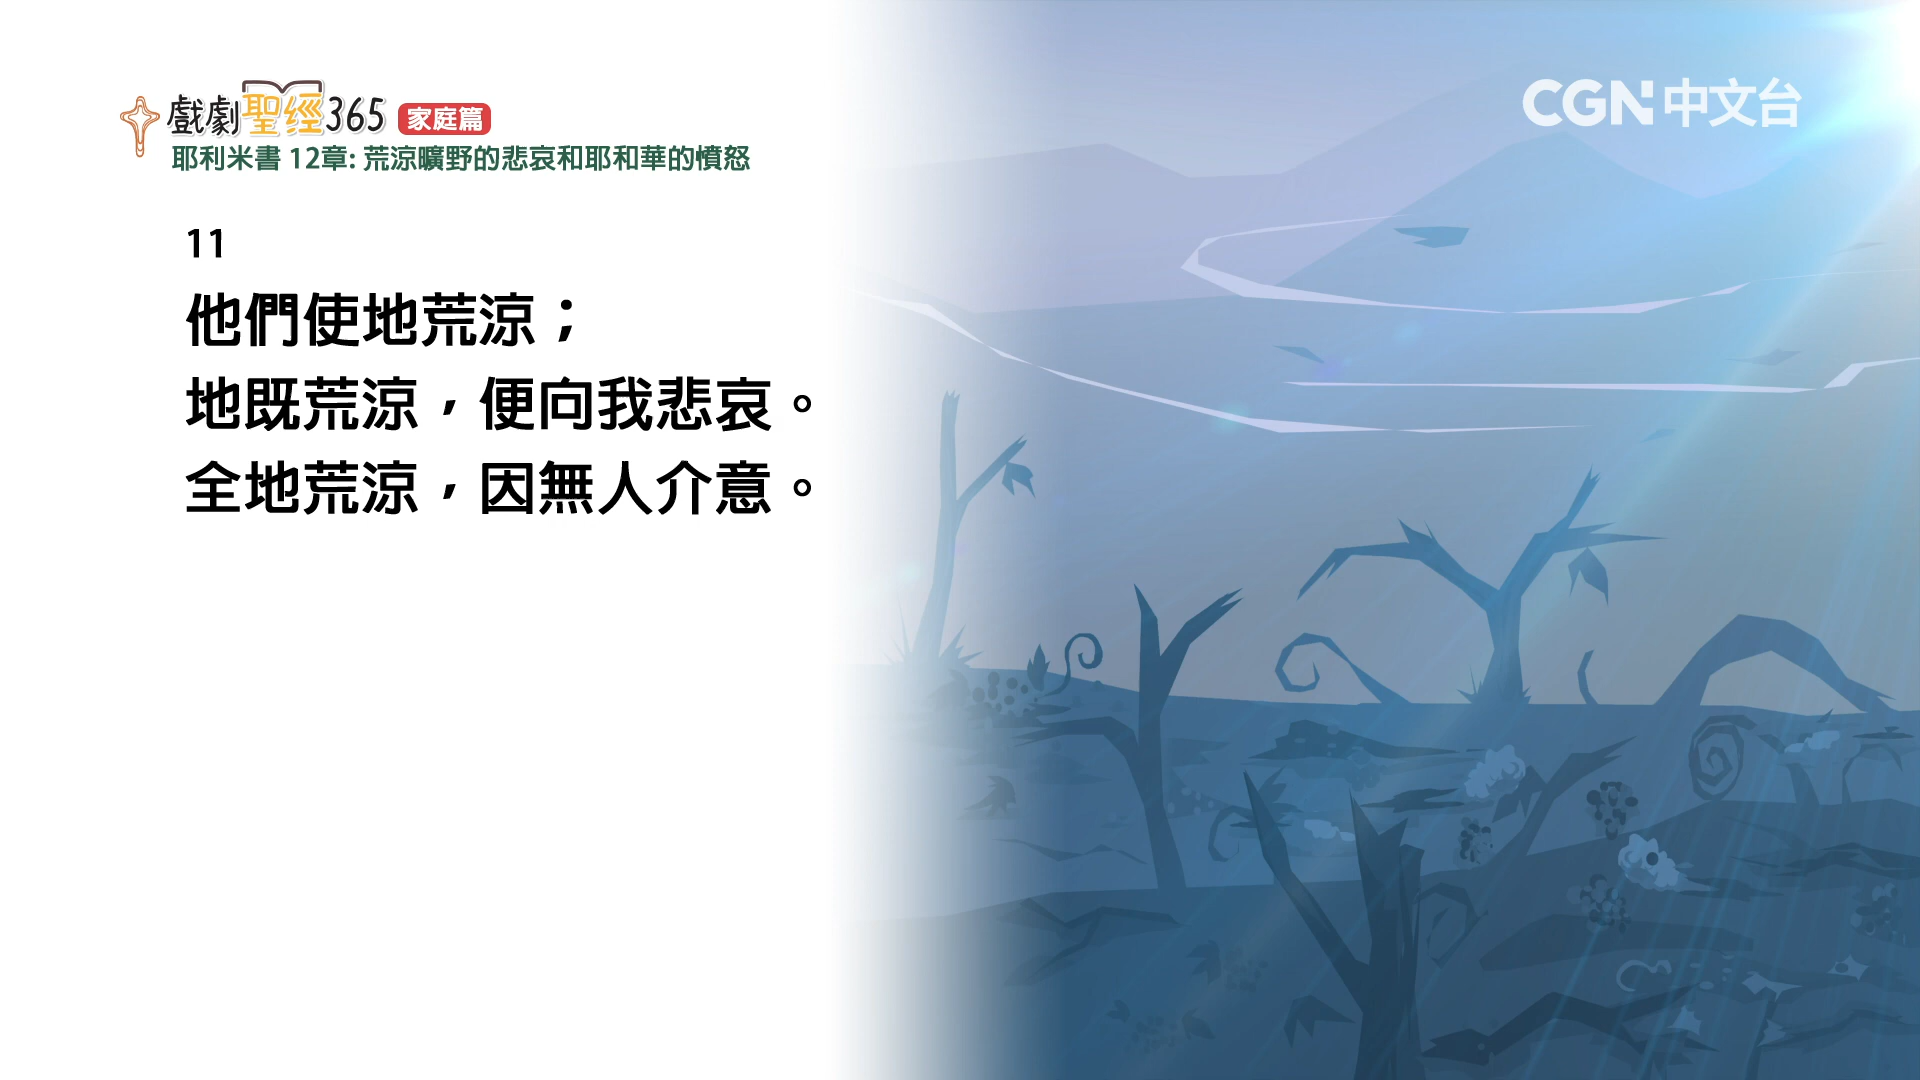 戲劇聖經365 家庭篇
CGN 中文台
耶利米書 12章: 荒涼曠野的悲哀和耶和華的憤怒
11
他們使地荒涼；
地既荒涼，便向我悲哀。
全地荒涼，因無人介意。